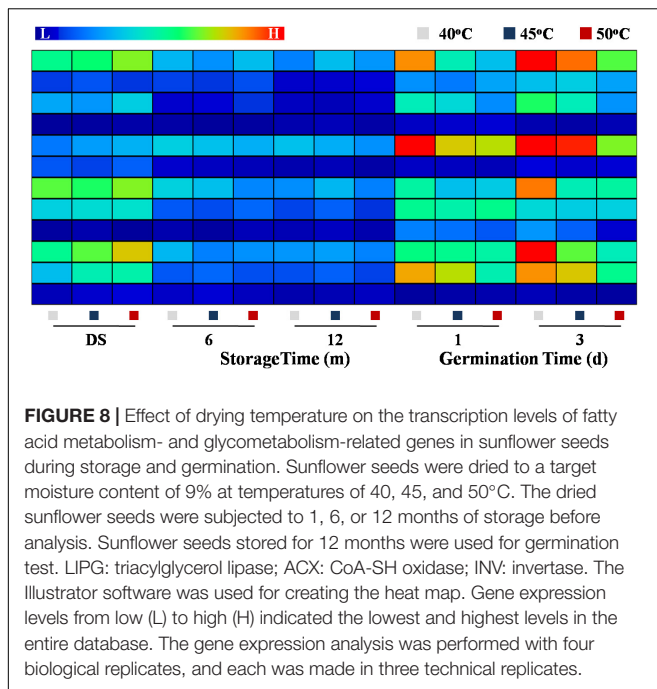 L H 40°C 45°C 50°C
DS 6 12 1 3
StorageTime (m) Germination Time (d)
FIGURE 8 | Effect of drying temperature on the transcription levels of fatty
acid metabolism- and glycometabolism-related genes in sunflower seeds
during storage and germination. Sunflower seeds were dried to a target
moisture content of 9% at temperatures of 40, 45, and 50°C. The dried
sunflower seeds were subjected to 1, 6, or 12 months of storage before
analysis. Sunflower seeds stored for 12 months were used for germination
test. LIPG: triacylglycerol lipase; ACX: CoA-SH oxidase; INV: invertase. The
Illustrator software was used for creating the heat map. Gene expression
levels from low (L) to high (H) indicated the lowest and highest levels in the
entire database. The gene expression analysis was performed with four
biological replicates, and each was made in three technical replicates.